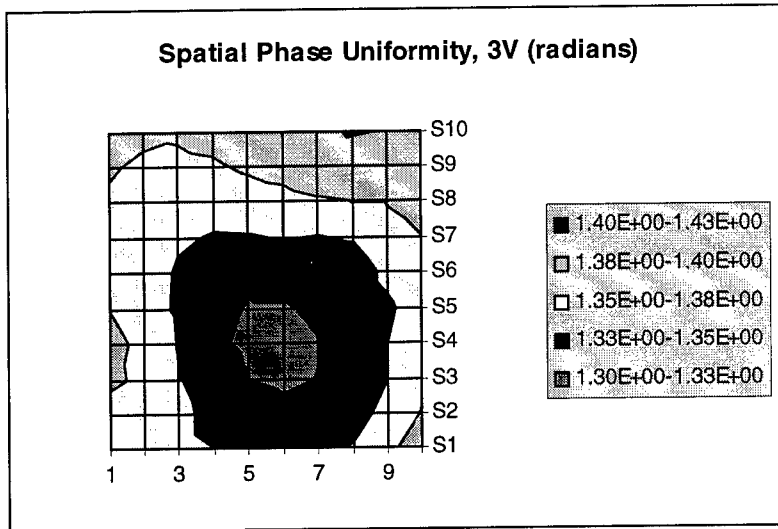 Spatial Phase Uniformity, 3V (radians)
S10
S9
S8
S7
S6
S5
S4
S3
S2
S1
1 3 5 7 9
1.40E+00-1.43E+00
1.38E+00-1.40E+00
1.35E+00-1.38E+00
1.33E+00-1.35E+00
1.30E+00-1.33E+00